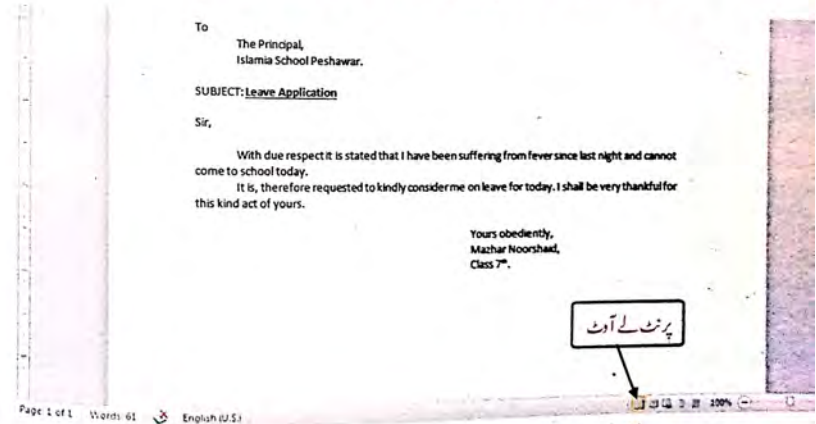 To
The Principal,
Islamia School Peshawar.
SUBJECT: Leave Application
Sir,
With due respect it is stated that I have been suffering from fever since last night and cannot
come to school today.
It is, therefore requested to kindly consider me on leave for today. I shall be very thankful for
this kind act of yours.
Yours obediently,
Mazhar Noorshaid,
Class 7th.
پرنٹ لے آوٹ
Page: 1 of 1 Words: 61 English (U.S.) 100%